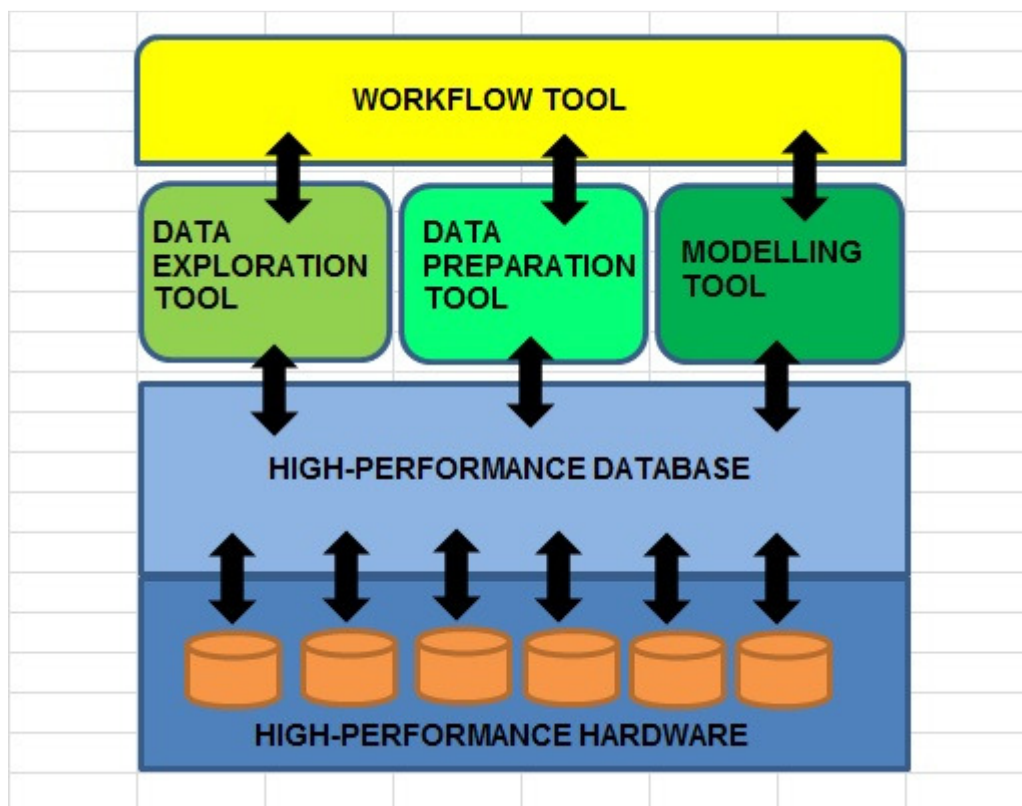 WORKFLOW TOOL
DATA
EXPLORATION
TOOL
DATA
PREPARATION
TOOL
MODELLING
TOOL
HIGH-PERFORMANCE DATABASE
HIGH-PERFORMANCE HARDWARE